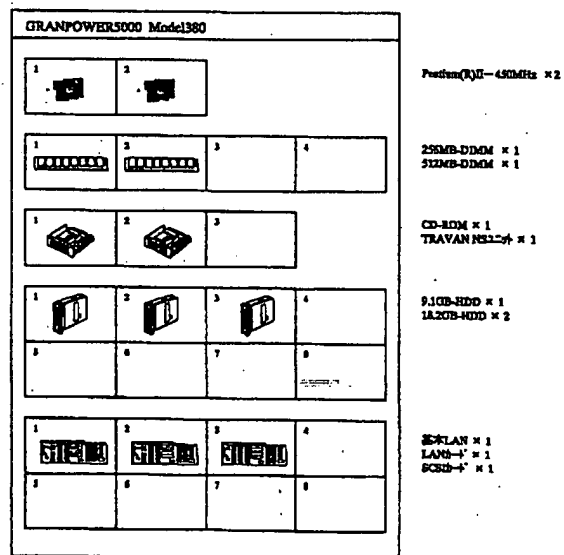 GRANPOWER5000 Model380
1 2
Pentium(R)II-450MHz × 2
1 2 3 4
256MB-DIMM × 1
512MB-DIMM × 1
1 2 3
CD-ROM × 1
TRAVAN NSユニット × 1
1 2 3 4
9.1GB-HDD × 1
18.2GB-HDD × 2
5 6 7 8
1 2 3 4
基本LAN × 1
LANカード × 1
SCSIカード × 1
5 6 7 8